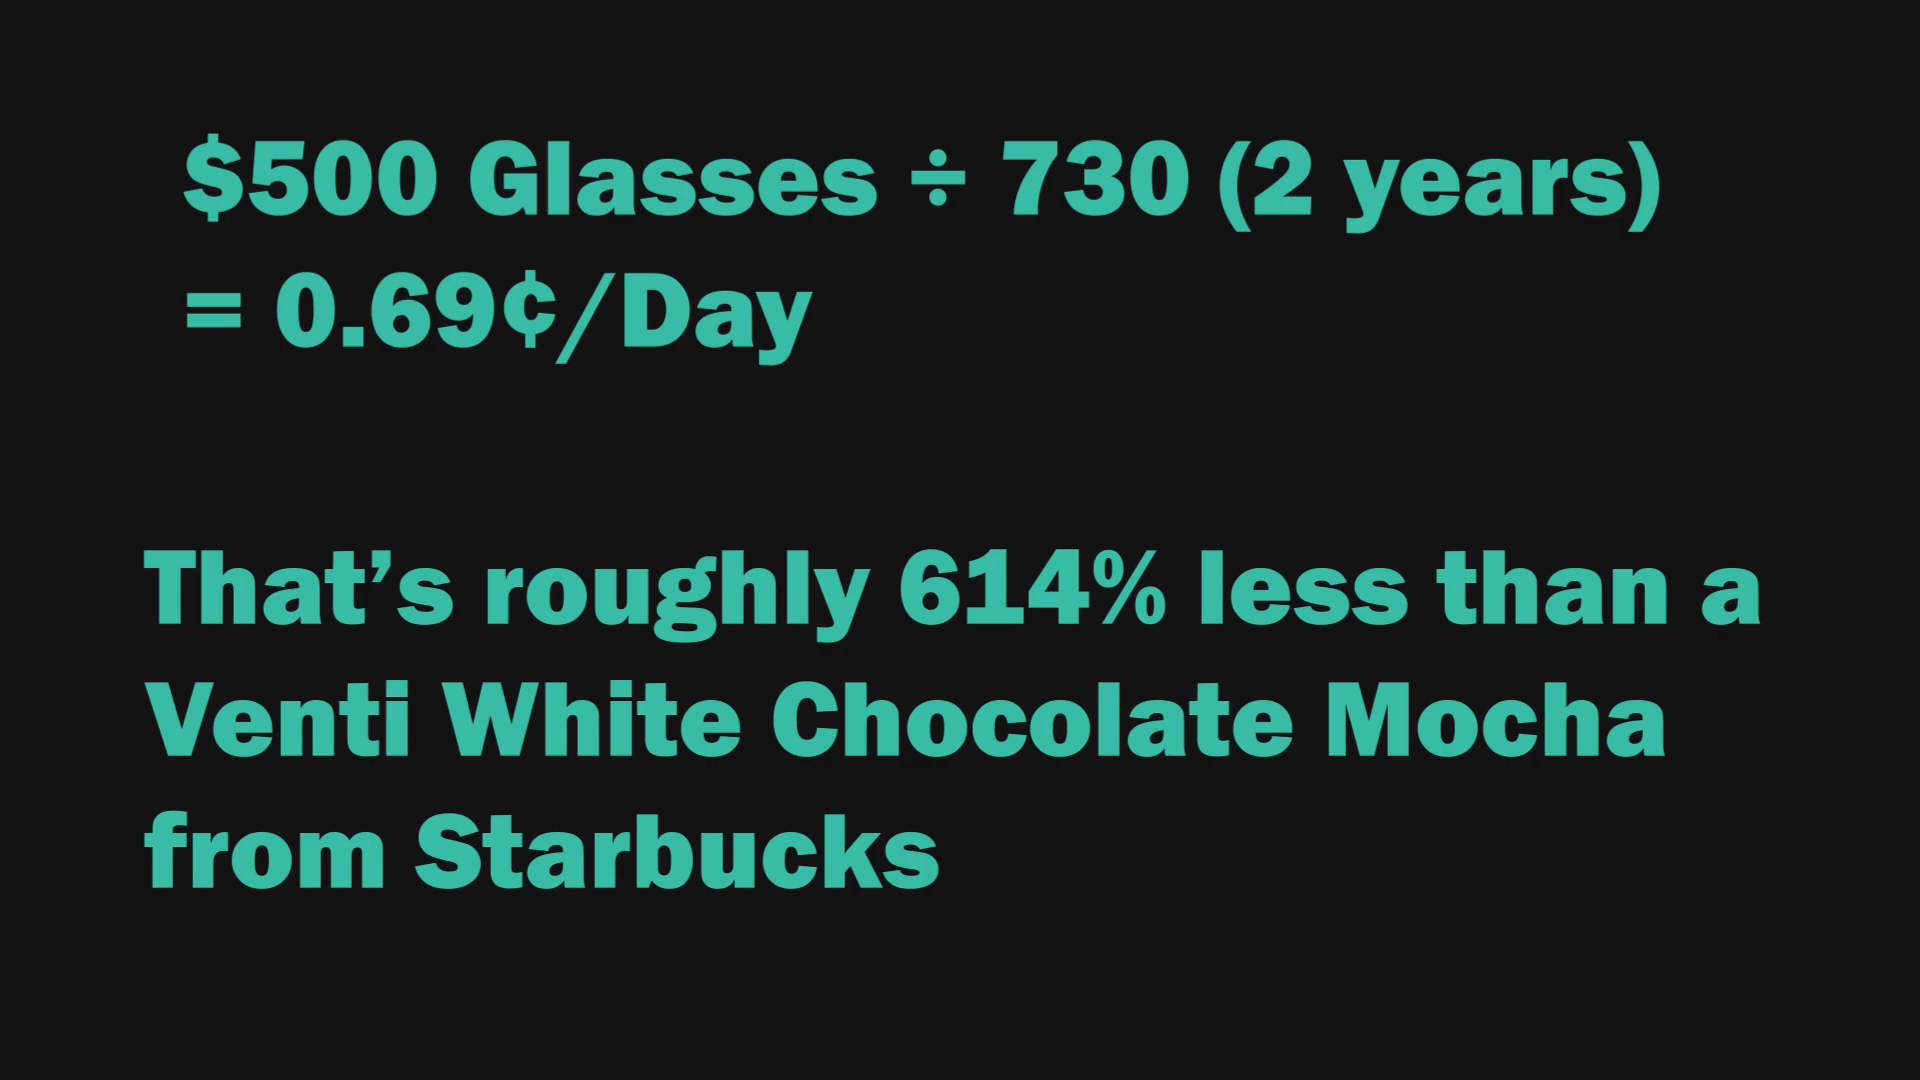 $500 Glasses ÷ 730 (2 years)
= 0.69¢/Day
That’s roughly 614% less than a
Venti White Chocolate Mocha
from Starbucks